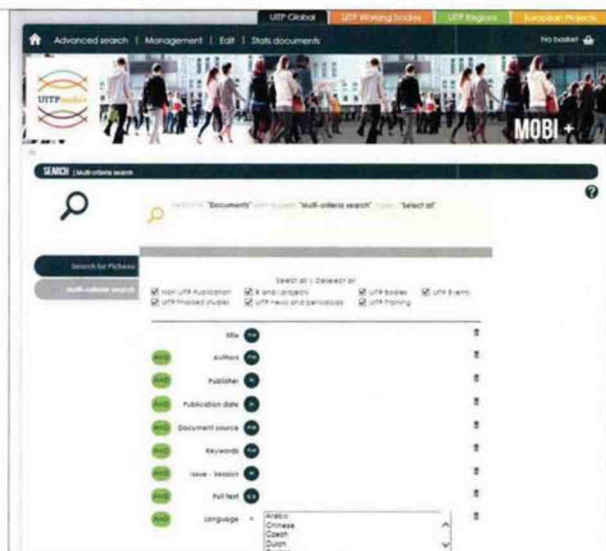 UITP Global UITP Working bodies UITP Regions European Projects
Advanced search | Management | Edit | Stats documents No basket
UITP
MOBI +
SEARCH | Multi-criteria search
?
"Documents" "Multi-criteria search" "Select all"
Search for Pictures
Multi-criteria search
Select all | Deselect all
Non UITP Publication R and I projects UITP bodies UITP Events
UITP finalised studies UITP news and periodicals UITP Training
Title
AND Authors
AND Publisher
AND Publication date
AND Document source
AND Keywords
AND Issue - Session
AND Full text
AND Language =
Arabic
Chinese
Czech
Dutch